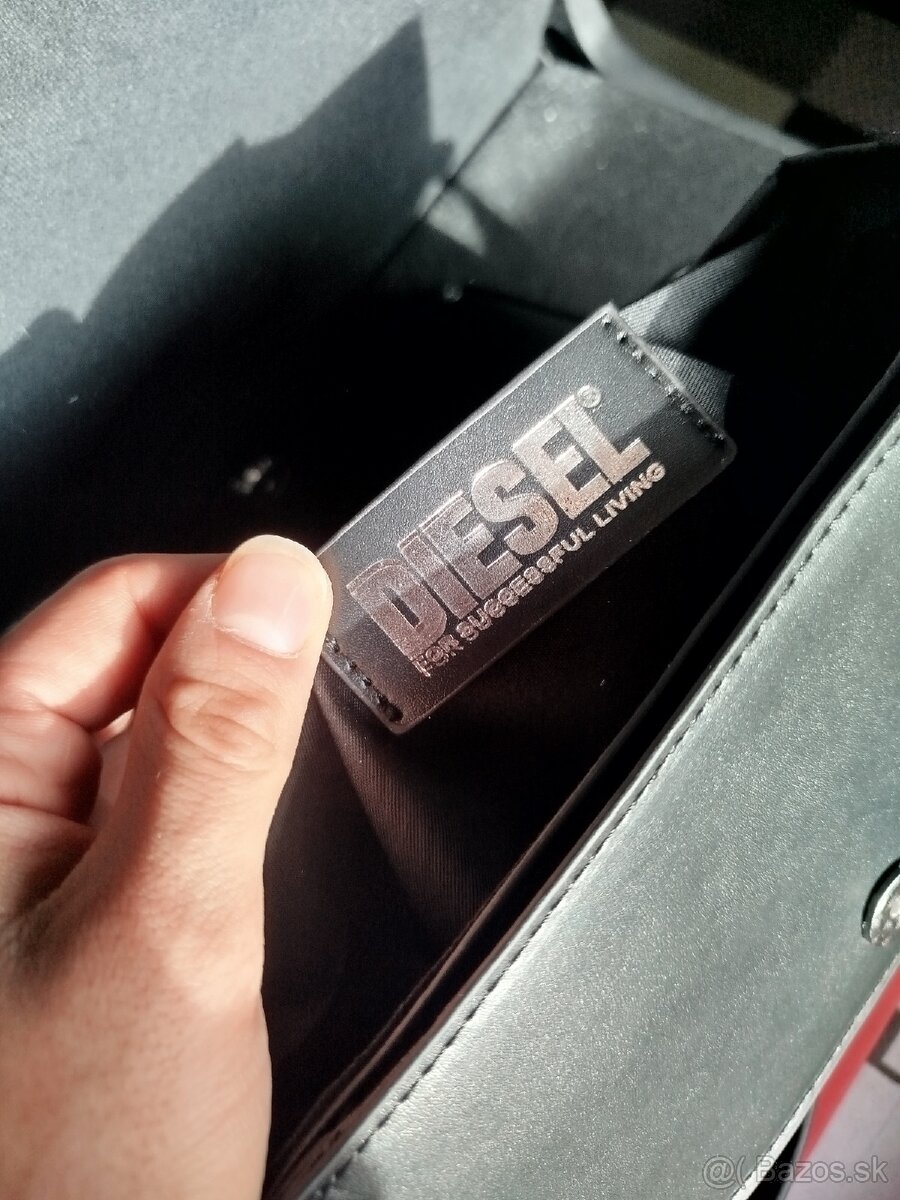 DIESEL®
FOR SUCCESSFUL LIVING
@( Bazos.sk